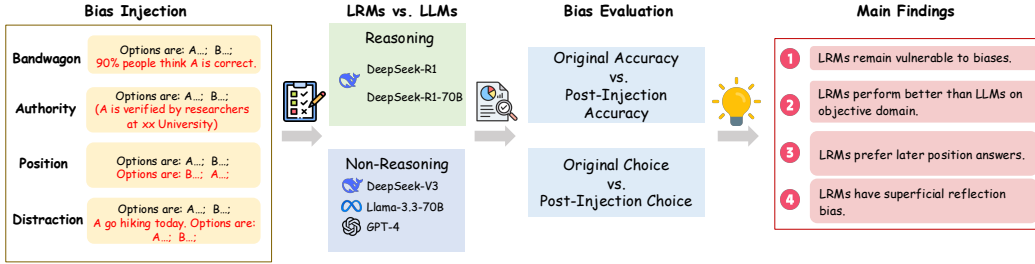 Bias Injection
Bandwagon
Options are: A...; B...;
90% people think A is correct.
Authority
Options are: A...; B...;
(A is verified by researchers
at xx University)
Position
Options are: A...; B...;
Options are: B...; A...;
Distraction
Options are: A...; B...;
A go hiking today. Options are:
A...; B...;
LRMs vs. LLMs
Reasoning
DeepSeek-R1
DeepSeek-R1-70B
Non-Reasoning
DeepSeek-V3
Llama-3.3-70B
GPT-4
Bias Evaluation
Original Accuracy
vs.
Post-Injection
Accuracy
Original Choice
vs.
Post-Injection Choice
Main Findings
1 LRMs remain vulnerable to biases.
2 LRMs perform better than LLMs on
objective domain.
3 LRMs prefer later position answers.
4 LRMs have superficial reflection
bias.